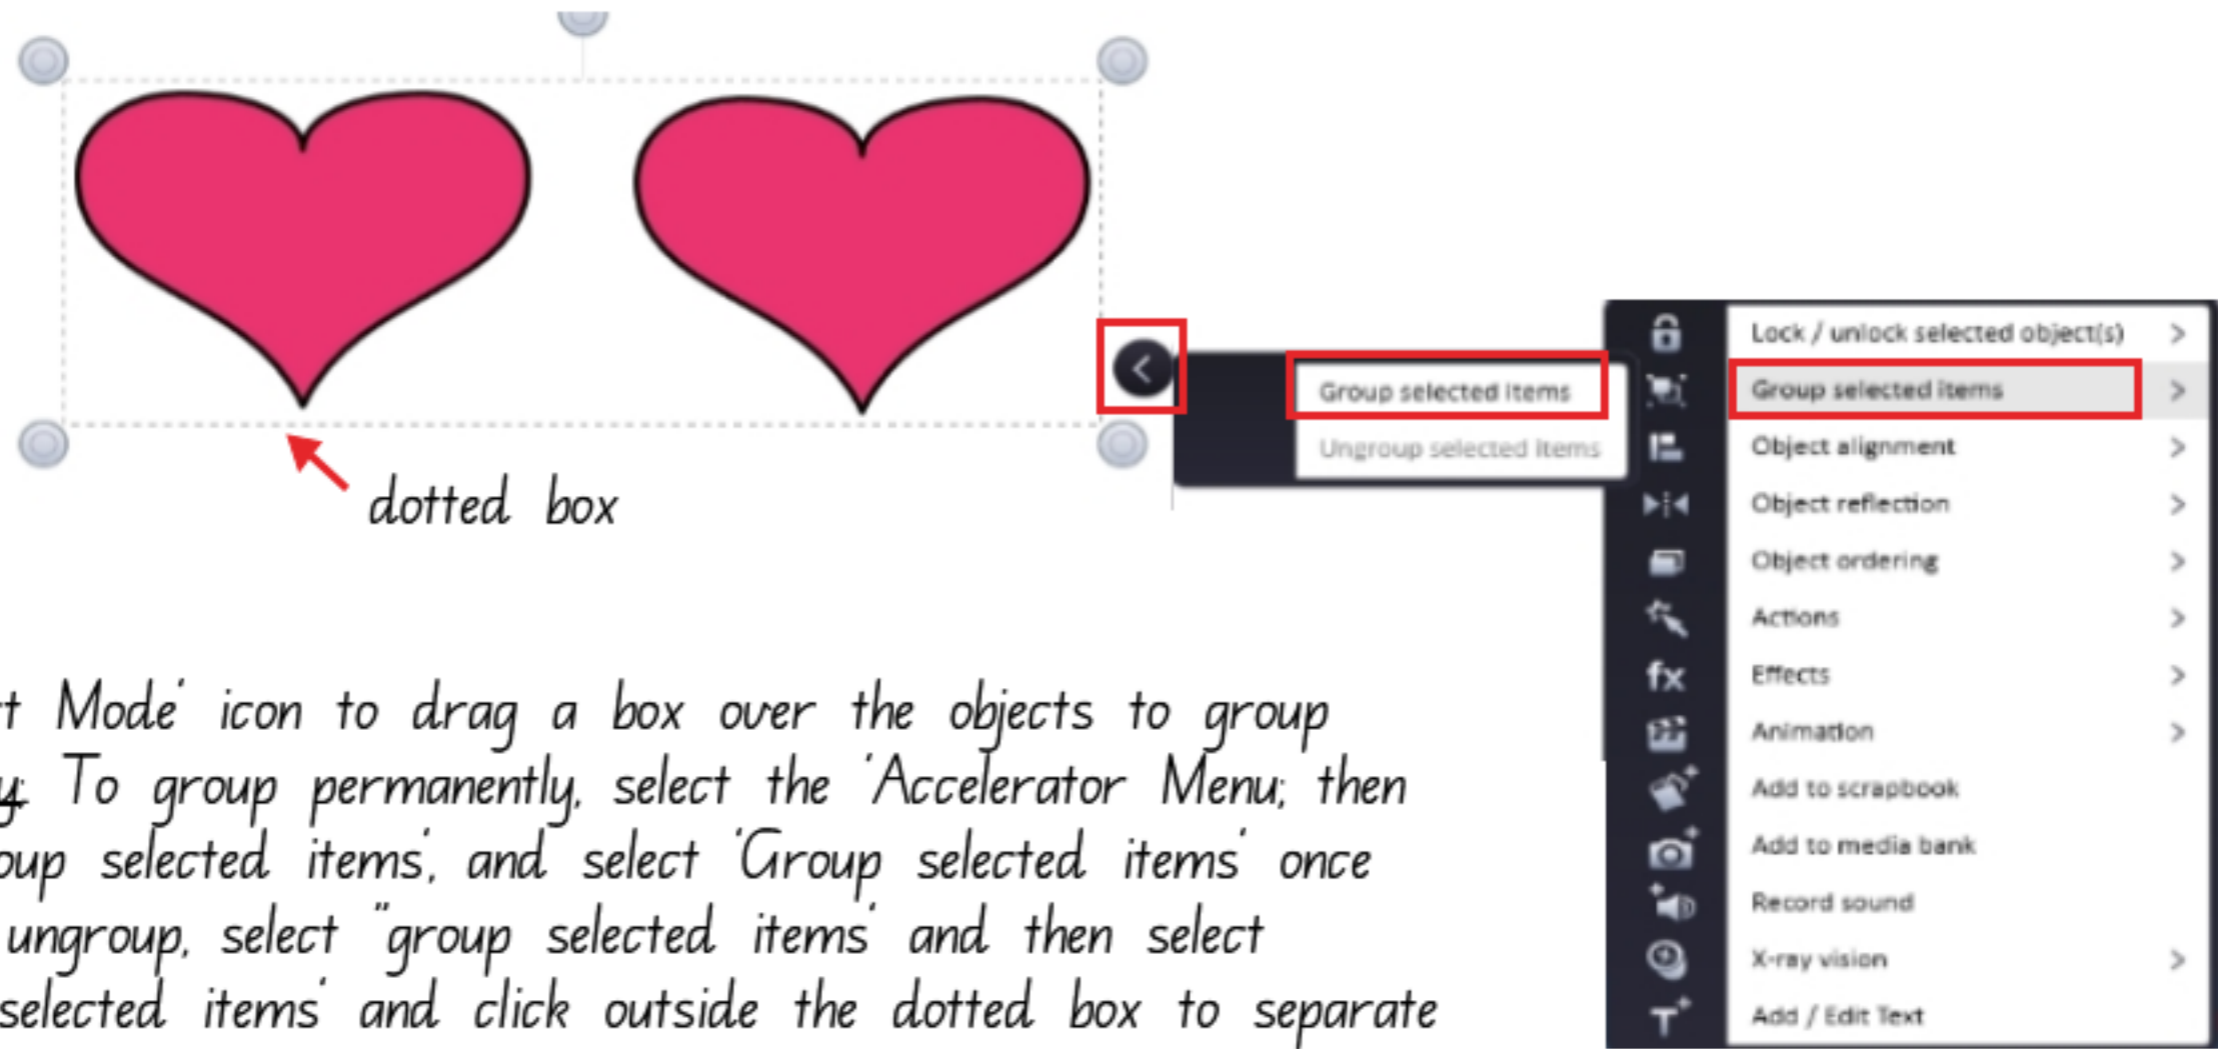 dotted box
Group selected items
Ungroup selected items
Lock / unlock selected object(s)
Group selected items
Object alignment
Object reflection
Object ordering
Actions
fx Effects
Animation
Add to scrapbook
Add to media bank
Record sound
X-ray vision
T+ Add / Edit Text
t Mode' icon to drag a box over the objects to group
y. To group permanently, select the 'Accelerator Menu; then
oup selected items', and select 'Group selected items' once
ungroup, select "group selected items' and then select
selected items' and click outside the dotted box to separate